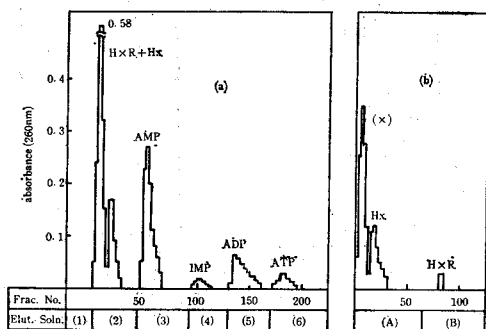 0.58
H×R+Hx
(a)
(b)
0.4
0.3
0.2
0.1
absorbance (260nm)
AMP
IMP
ADP
ATP
(×)
Hx
H×R
Frac. No. 50 100 150 200 50 100
Elut. Soln. (1) (2) (3) (4) (5) (6) (A) (B)